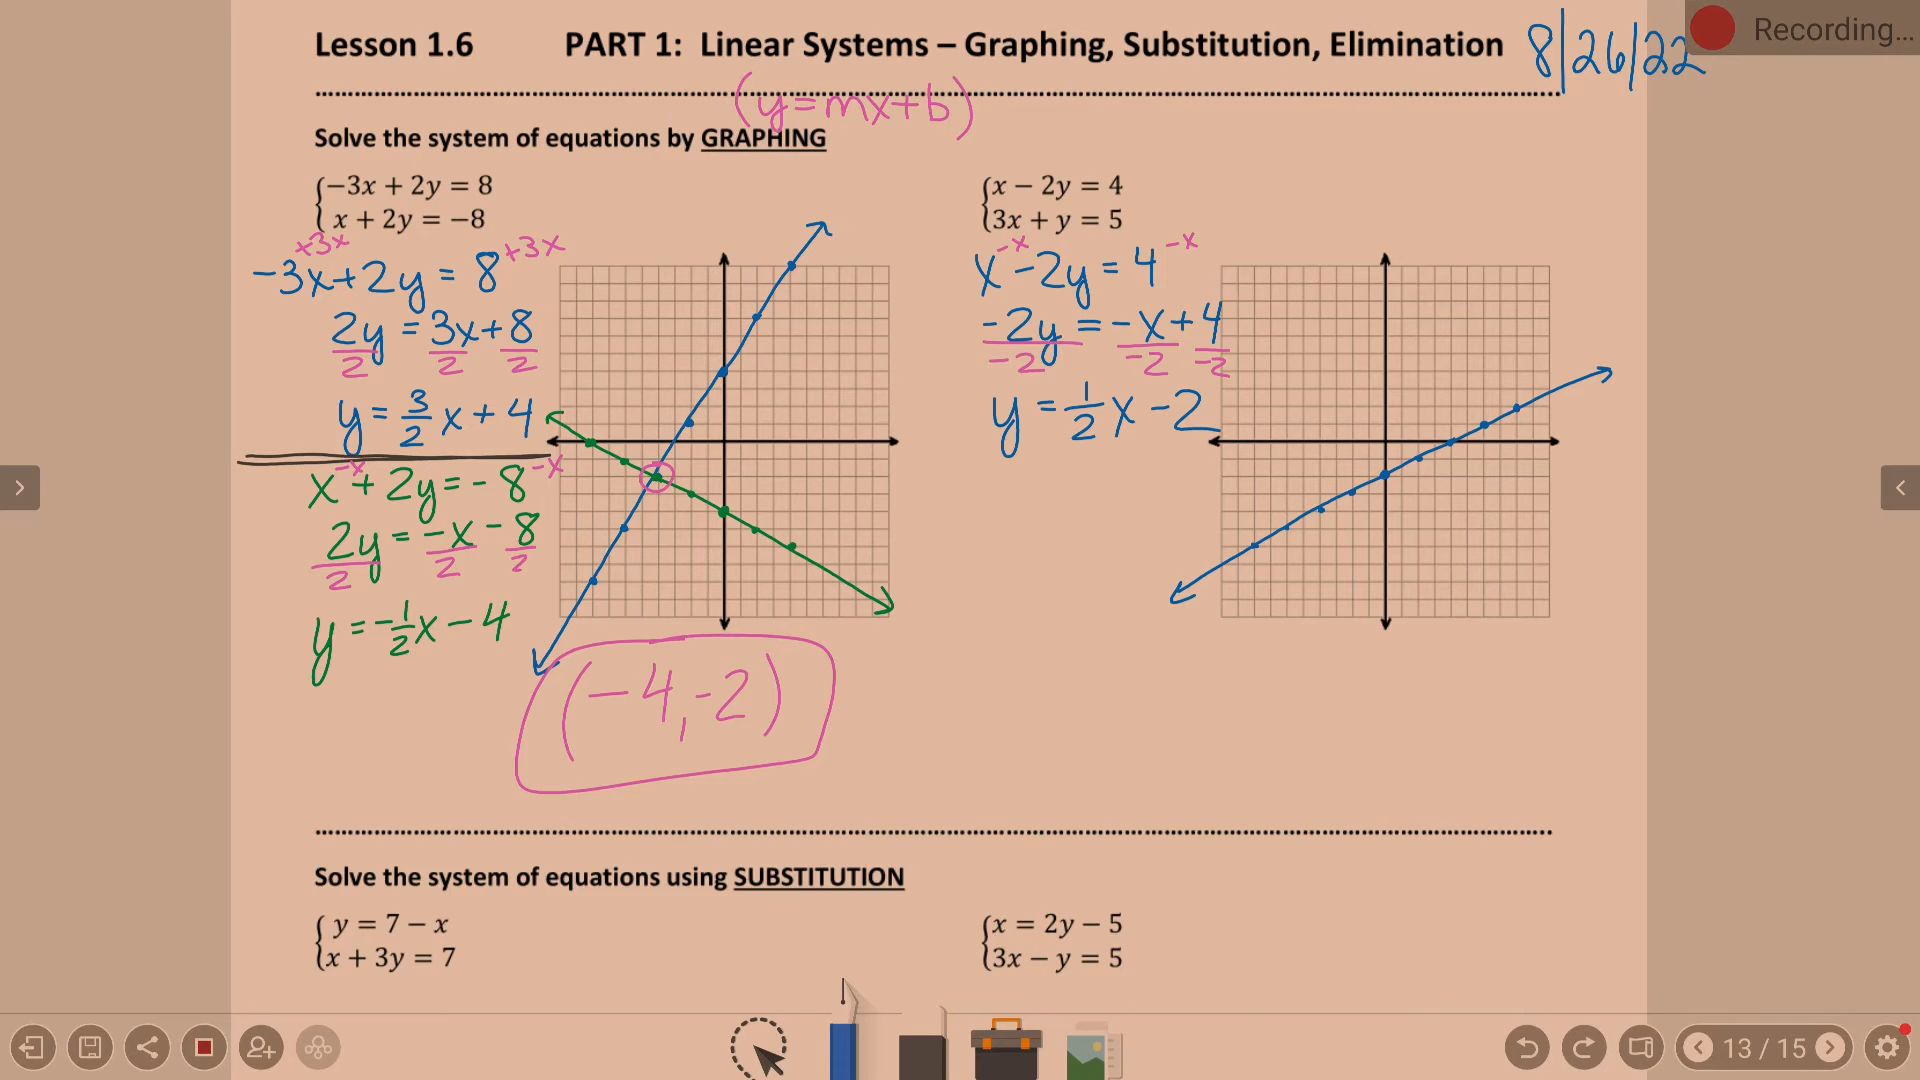 Lesson 1.6 PART 1: Linear Systems – Graphing, Substitution, Elimination 8|26|22
Recording...
(y=mx+b)
Solve the system of equations by GRAPHING
−3x + 2y = 8
x + 2y = −8
+3x +3x
-3x+2y = 8
2y = 3x+8
2 2 2
y = 3/2 x + 4
-x -x
x + 2y = -8
2y = -x - 8
2 2 2
y = -1/2 x - 4
(-4,-2)
x − 2y = 4
3x + y = 5
-x -x
x - 2y = 4
-2y = -x + 4
-2 -2 -2
y = 1/2 x - 2
Solve the system of equations using SUBSTITUTION
y = 7 − x
x + 3y = 7
x = 2y − 5
3x − y = 5
13 / 15